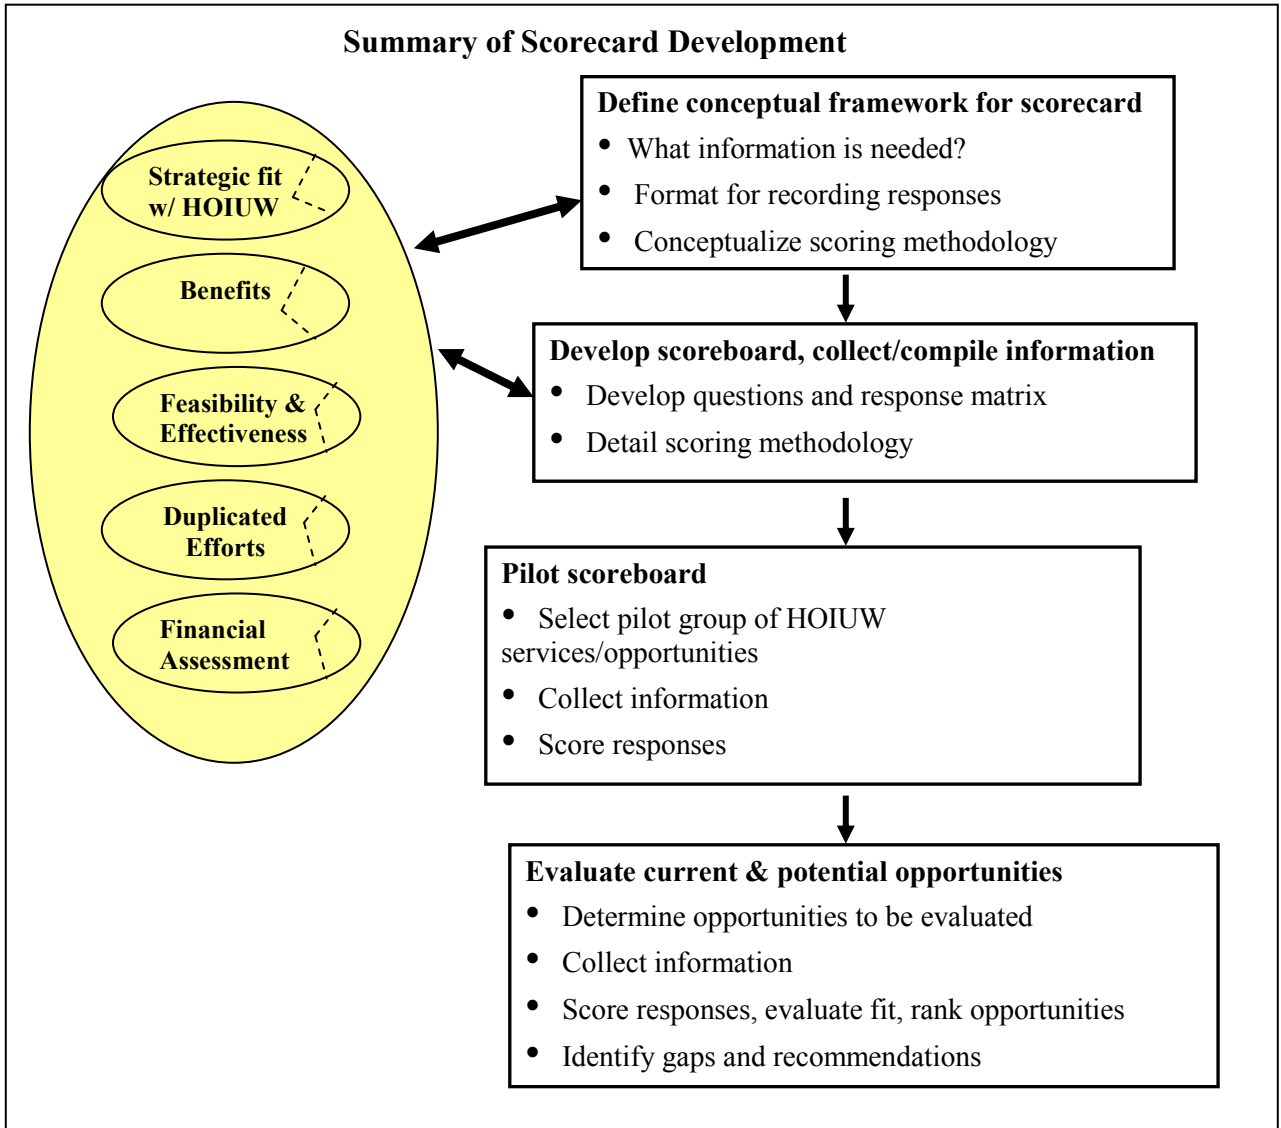 Summary of Scorecard Development
Strategic fit
w/ HOIUW
Benefits
Feasibility &
Effectiveness
Duplicated
Efforts
Financial
Assessment
Define conceptual framework for scorecard
• What information is needed?
• Format for recording responses
• Conceptualize scoring methodology
Develop scoreboard, collect/compile information
• Develop questions and response matrix
• Detail scoring methodology
Pilot scoreboard
• Select pilot group of HOIUW
services/opportunities
• Collect information
• Score responses
Evaluate current & potential opportunities
• Determine opportunities to be evaluated
• Collect information
• Score responses, evaluate fit, rank opportunities
• Identify gaps and recommendations